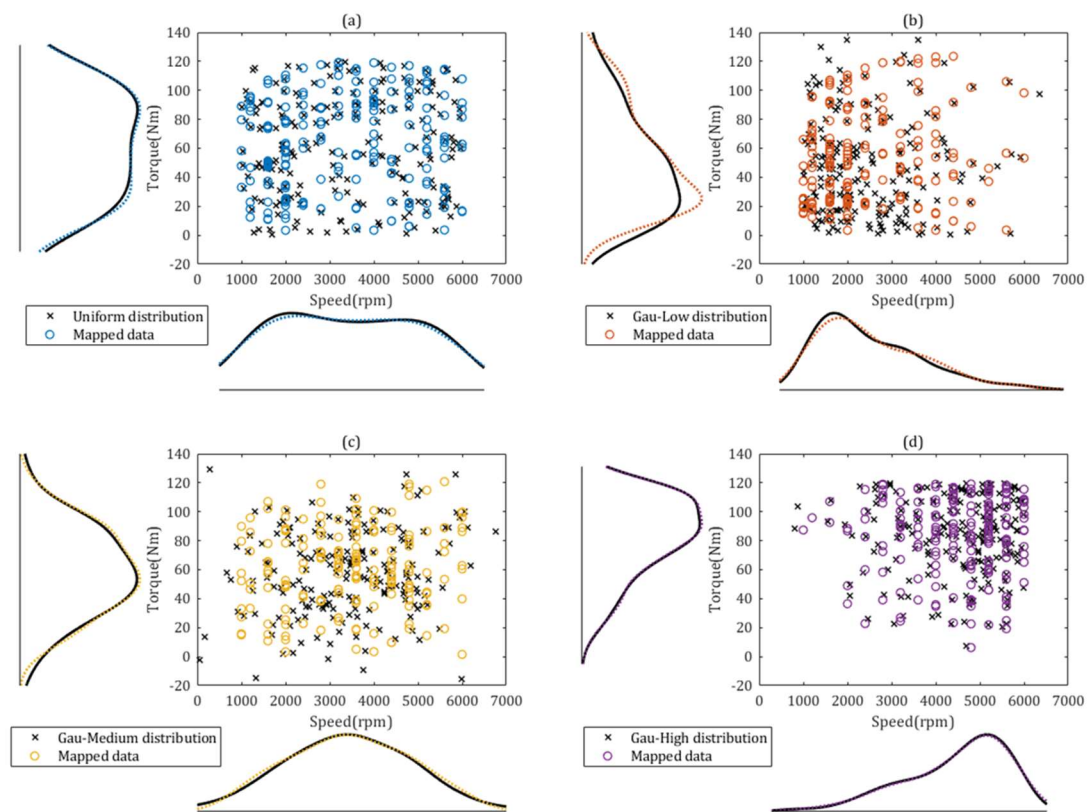 (a)
140
120
100
80
60
40
20
0
-20
Torque(Nm)
0 1000 2000 3000 4000 5000 6000 7000
Speed(rpm)
Uniform distribution
Mapped data
(b)
140
120
100
80
60
40
20
0
-20
Torque(Nm)
0 1000 2000 3000 4000 5000 6000 7000
Speed(rpm)
Gau-Low distribution
Mapped data
(c)
140
120
100
80
60
40
20
0
-20
Torque(Nm)
0 1000 2000 3000 4000 5000 6000 7000
Speed(rpm)
Gau-Medium distribution
Mapped data
(d)
140
120
100
80
60
40
20
0
-20
Torque(Nm)
0 1000 2000 3000 4000 5000 6000 7000
Speed(rpm)
Gau-High distribution
Mapped data